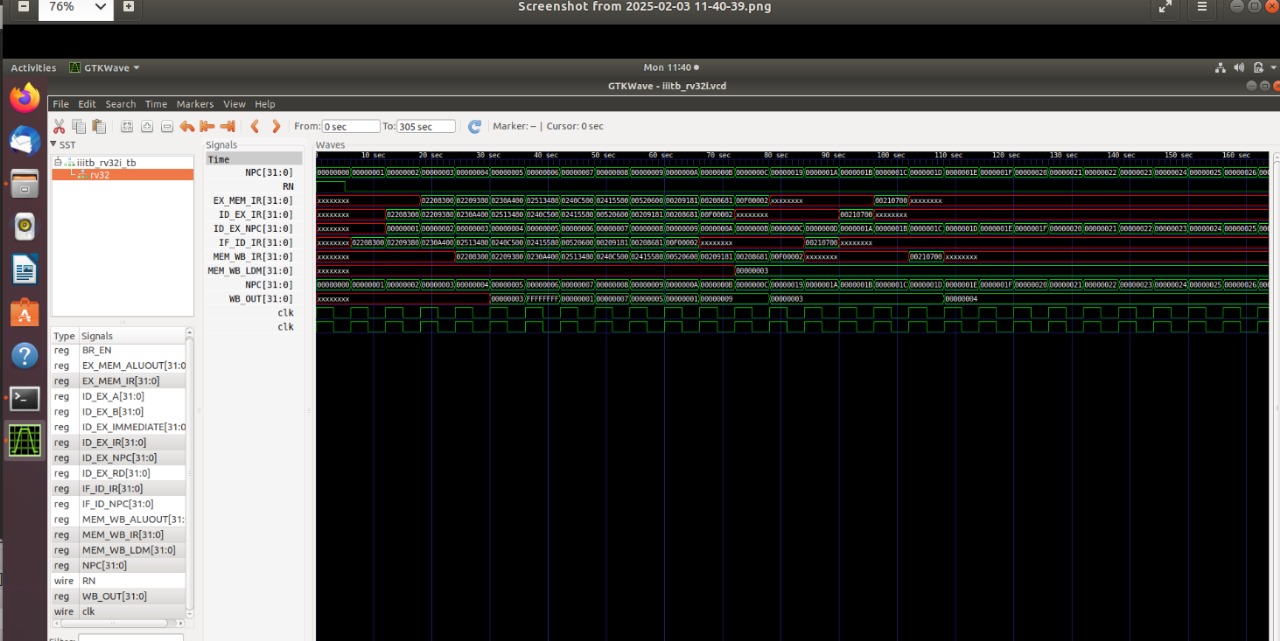 76%
Screenshot from 2025-02-03 11-40-39.png
Activities GTKWave Mon 11:40
GTKWave - iiitb_rv32i.vcd
File Edit Search Time Markers View Help
From: 0 sec To: 305 sec Marker: -- | Cursor: 0 sec
SST
iiitb_rv32i_tb
rv32
Type Signals
reg BR_EN
reg EX_MEM_ALUOUT[31:0
reg EX_MEM_IR[31:0]
reg ID_EX_A[31:0]
reg ID_EX_B[31:0]
reg ID_EX_IMMEDIATE[31:0
reg ID_EX_IR[31:0]
reg ID_EX_NPC[31:0]
reg ID_EX_RD[31:0]
reg IF_ID_IR[31:0]
reg IF_ID_NPC[31:0]
reg MEM_WB_ALUOUT[31:
reg MEM_WB_IR[31:0]
reg MEM_WB_LDM[31:0]
reg NPC[31:0]
wire RN
reg WB_OUT[31:0]
wire clk
Signals
Time
NPC[31:0]
RN
EX_MEM_IR[31:0]
ID_EX_IR[31:0]
ID_EX_NPC[31:0]
IF_ID_IR[31:0]
MEM_WB_IR[31:0]
MEM_WB_LDM[31:0]
NPC[31:0]
WB_OUT[31:0]
clk
clk
Waves
10 sec 20 sec 30 sec 40 sec 50 sec 60 sec 70 sec 80 sec 90 sec 100 sec 110 sec 120 sec 130 sec 140 sec 150 sec 160 sec
00000000 00000001 00000002 00000003 00000004 00000005 00000006 00000007 00000008 00000009 0000000A 0000000B 0000000C 00000019 0000001A 0000001B 0000001C 0000001D 0000001E 0000001F 00000020 00000021 00000022 00000023 00000024 00000025 00000026 000
xxxxxxxx 02208300 02209380 0230A400 02513480 0240C500 02415580 00520600 00209181 00208681 00F00002 xxxxxxxx 00210700 xxxxxxxx
xxxxxxxx 02208300 02209380 0230A400 02513480 0240C500 02415580 00520600 00209181 00208681 00F00002 xxxxxxxx 00210700 xxxxxxxx
xxxxxxxx 00000001 00000002 00000003 00000004 00000005 00000006 00000007 00000008 00000009 0000000A 0000000B 0000000C 0000000D 0000001A 0000001B 0000001C 0000001D 0000001E 0000001F 00000020 00000021 00000022 00000023 00000024 00000025 000
xxxxxxxx 02208300 02209380 0230A400 02513480 0240C500 02415580 00520600 00209181 00208681 00F00002 xxxxxxxx 00210700 xxxxxxxx
xxxxxxxx 02208300 02209380 0230A400 02513480 0240C500 02415580 00520600 00209181 00208681 00F00002 xxxxxxxx 00210700 xxxxxxxx
xxxxxxxx 00000003
00000000 00000001 00000002 00000003 00000004 00000005 00000006 00000007 00000008 00000009 0000000A 0000000B 0000000C 00000019 0000001A 0000001B 0000001C 0000001D 0000001E 0000001F 00000020 00000021 00000022 00000023 00000024 00000025 00000026 000
xxxxxxxx 00000003 FFFFFFFF 00000001 00000007 00000005 00000001 00000009 00000003 00000004